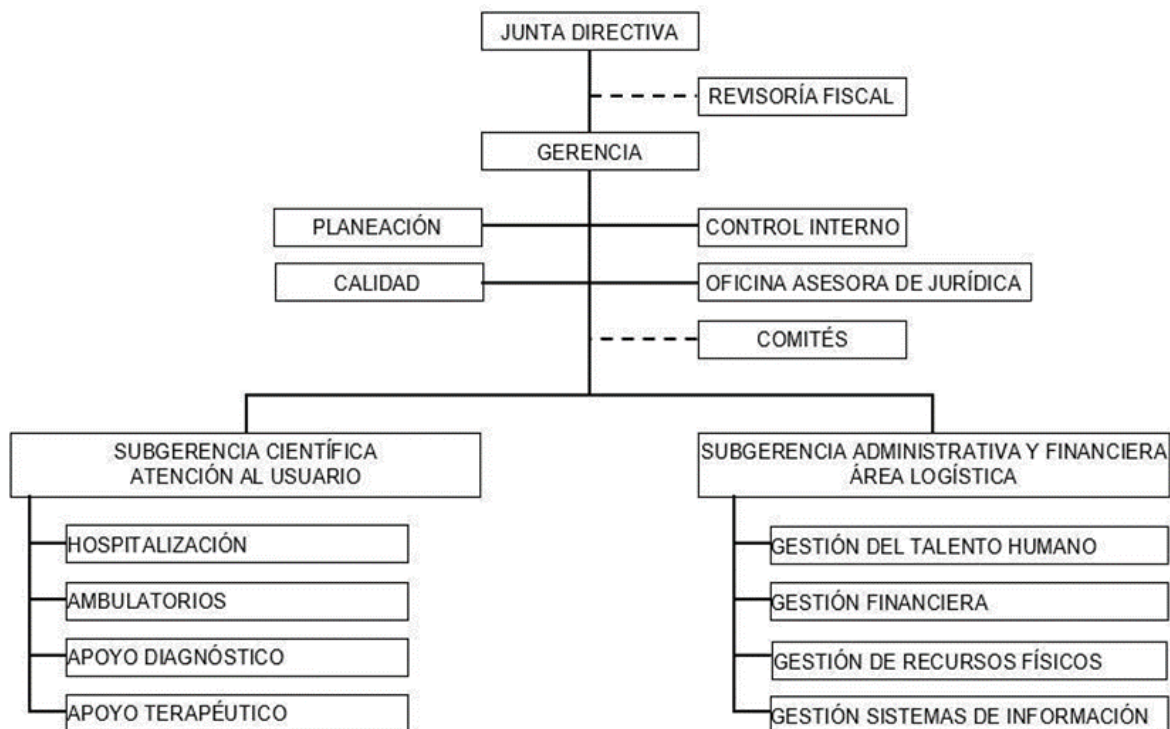 JUNTA DIRECTIVA
REVISORÍA FISCAL
GERENCIA
PLANEACIÓN
CONTROL INTERNO
CALIDAD
OFICINA ASESORA DE JURÍDICA
COMITÉS
SUBGERENCIA CIENTÍFICA
ATENCIÓN AL USUARIO
HOSPITALIZACIÓN
AMBULATORIOS
APOYO DIAGNÓSTICO
APOYO TERAPÉUTICO
SUBGERENCIA ADMINISTRATIVA Y FINANCIERA
ÁREA LOGÍSTICA
GESTIÓN DEL TALENTO HUMANO
GESTIÓN FINANCIERA
GESTIÓN DE RECURSOS FÍSICOS
GESTIÓN SISTEMAS DE INFORMACIÓN